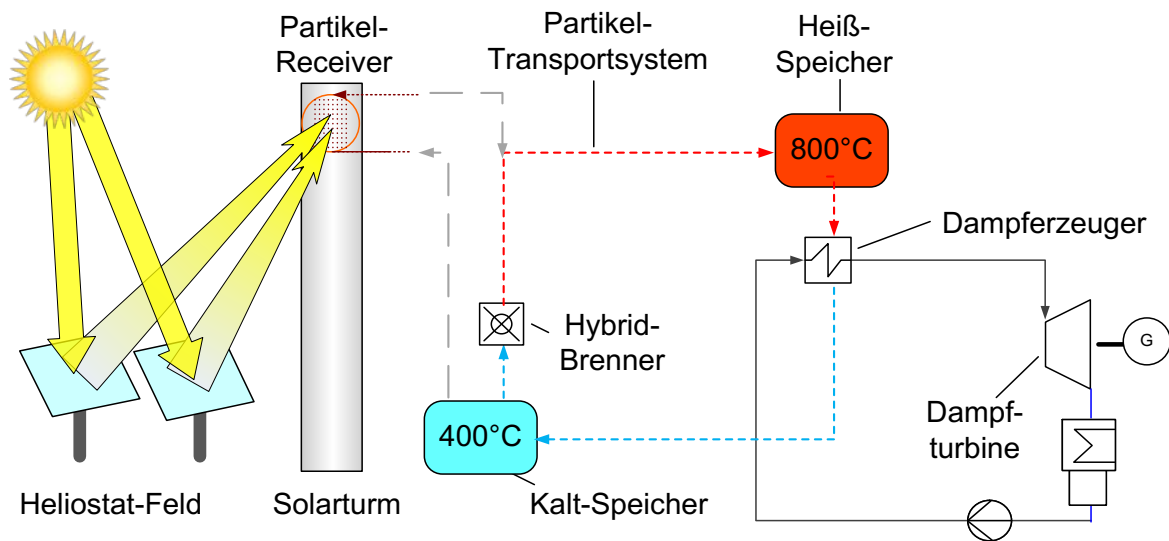 Partikel-
Receiver
Partikel-
Transportsystem
Heiß-
Speicher
800°C
Dampferzeuger
Hybrid-
Brenner
G
400°C
Dampf-
turbine
Heliostat-Feld
Solarturm
Kalt-Speicher